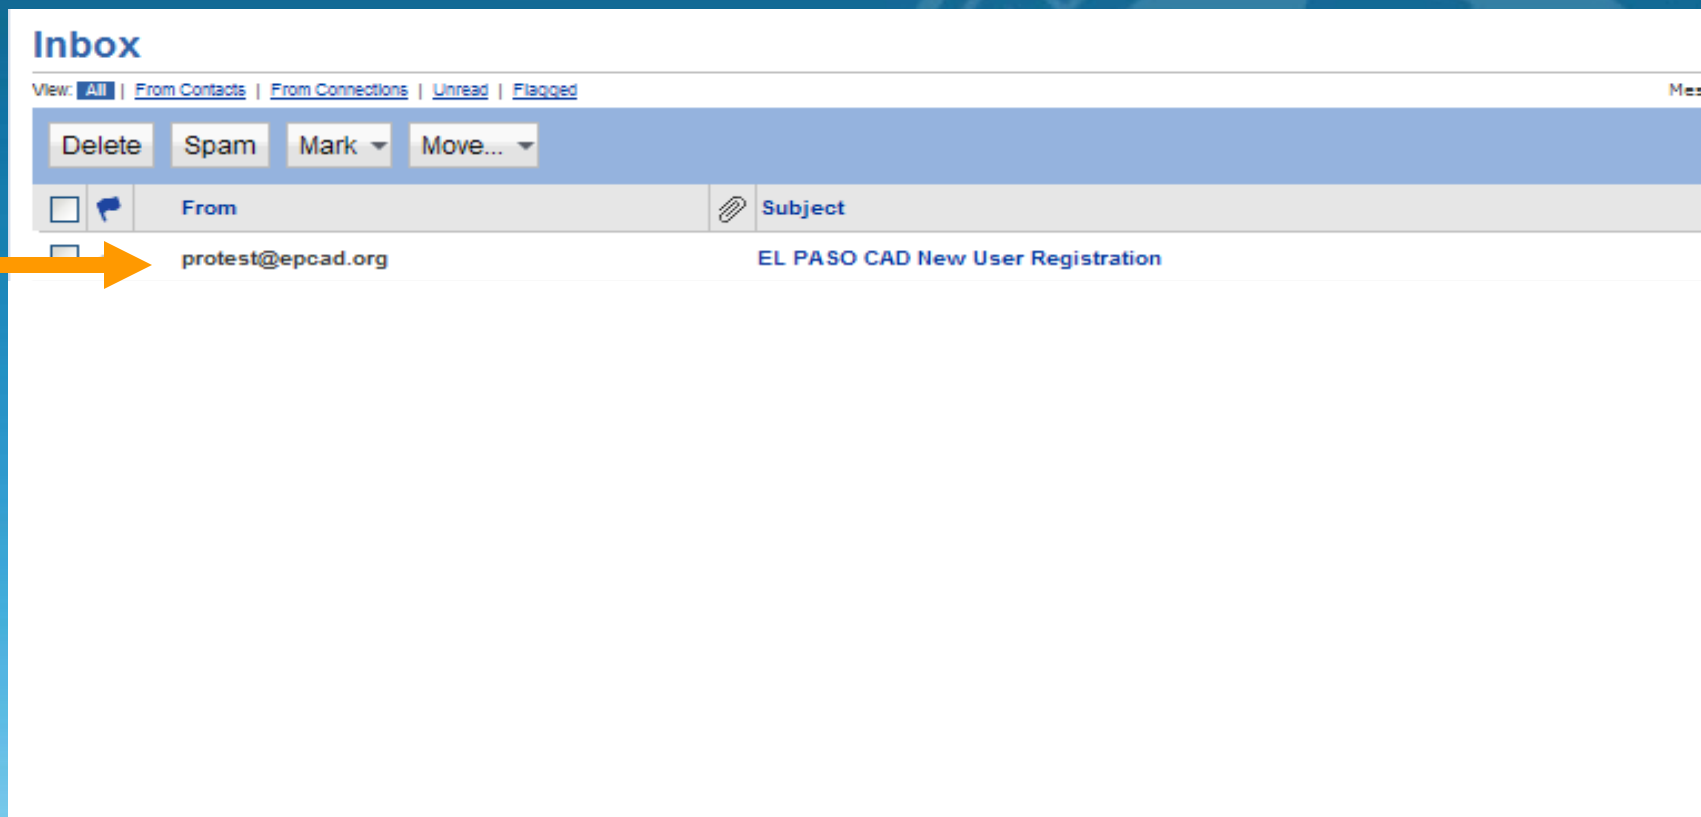 Inbox
View: All | From Contacts | From Connections | Unread | Flagged
Delete Spam Mark Move...
From Subject
protest@epcad.org EL PASO CAD New User Registration